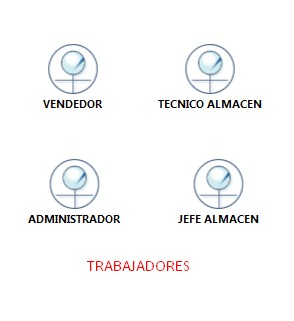 VENDEDOR
TECNICO ALMACEN
ADMINISTRADOR
JEFE ALMACEN
TRABAJADORES